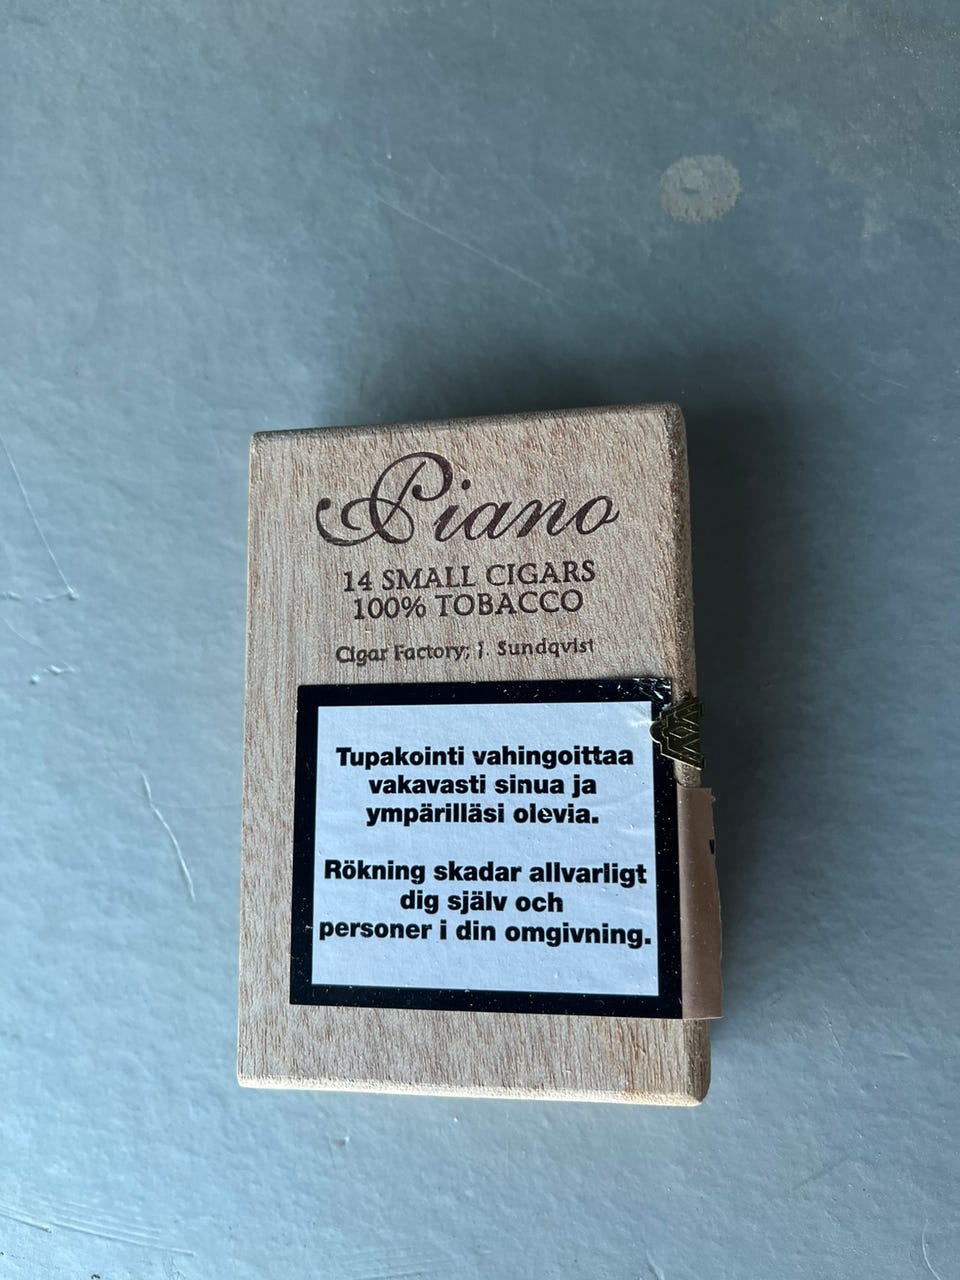 Piano
14 SMALL CIGARS
100% TOBACCO
Cigar Factory; J. Sundqvist
Tupakointi vahingoittaa
vakavasti sinua ja
ympärilläsi olevia.
Rökning skadar allvarligt
dig själv och
personer i din omgivning.